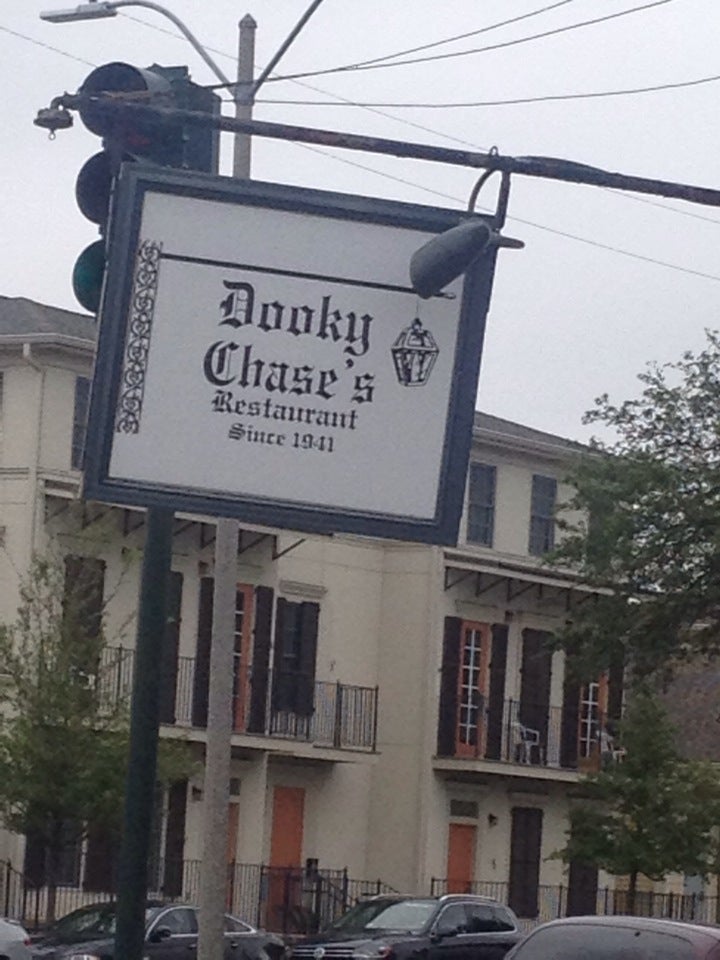 Dooky
Chase's
Restaurant
Since 1941